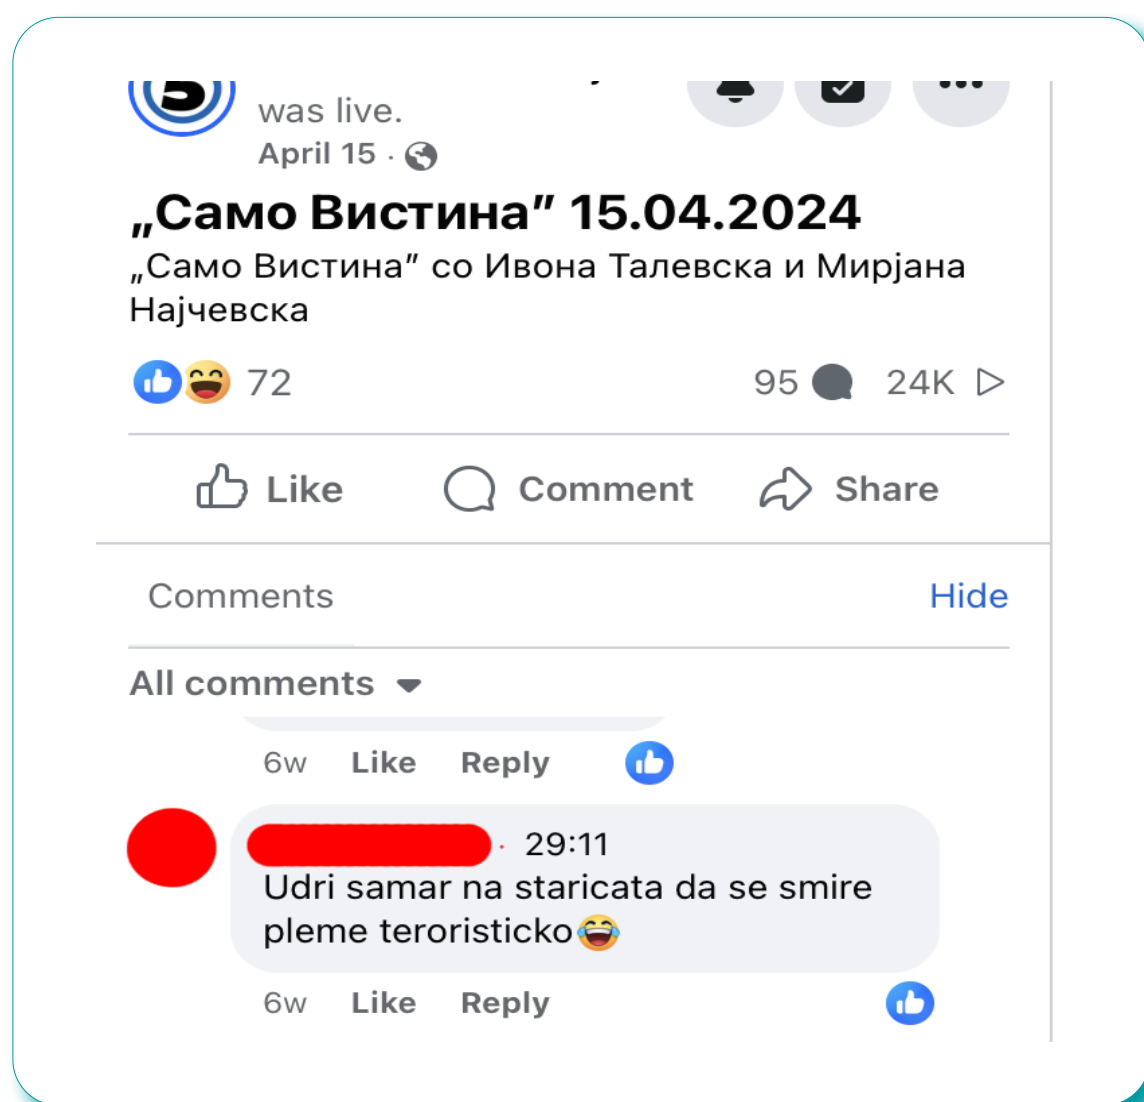 5
was live.
April 15 ·
„Само Вистина” 15.04.2024
„Само Вистина” со Ивона Талевска и Мирјана
Најчевска
72 95 24K
Like Comment Share
Comments Hide
All comments
6w Like Reply
· 29:11
Udri samar na staricata da se smire
pleme teroristicko😂
6w Like Reply